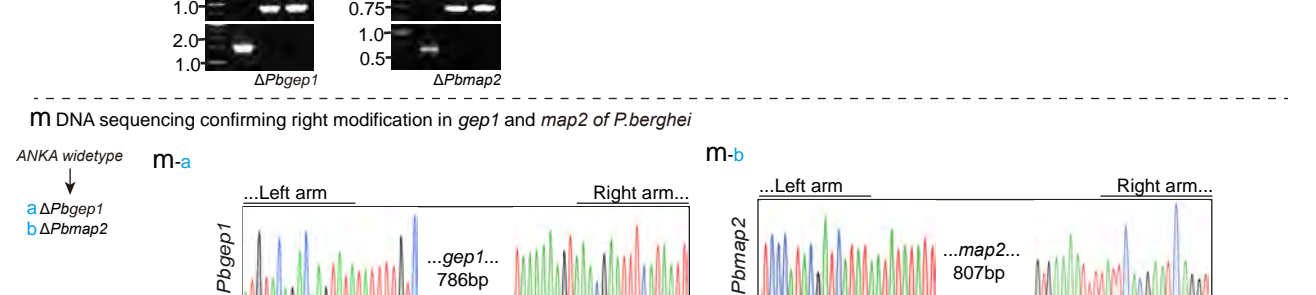 1.0
2.0
1.0
ΔPbgep1
0.75
1.0
0.5
ΔPbmap2
m DNA sequencing confirming right modification in gep1 and map2 of P.berghei
ANKA widetype
a ΔPbgep1
b ΔPbmap2
m-a
...Left arm
Right arm...
Pbgep1
...gep1...
786bp
m-b
...Left arm
Right arm...
Pbmap2
...map2...
807bp